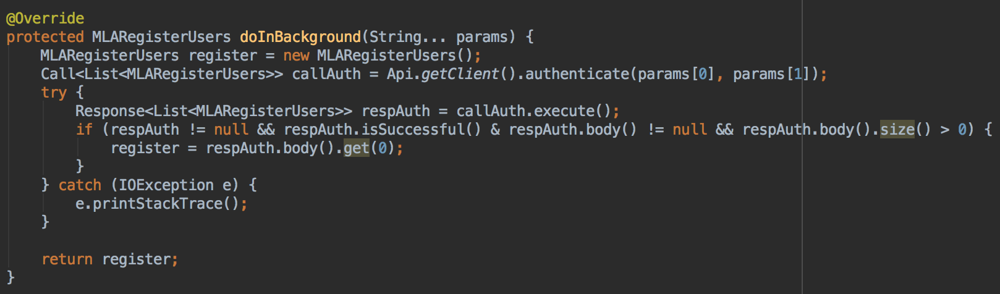 @Override
protected MLARegisterUsers doInBackground(String... params) {
    MLARegisterUsers register = new MLARegisterUsers();
    Call<List<MLARegisterUsers>> callAuth = Api.getClient().authenticate(params[0], params[1]);
    try {
        Response<List<MLARegisterUsers>> respAuth = callAuth.execute();
        if (respAuth != null && respAuth.isSuccessful() & respAuth.body() != null && respAuth.body().size() > 0) {
            register = respAuth.body().get(0);
        }
    } catch (IOException e) {
        e.printStackTrace();
    }

    return register;
}